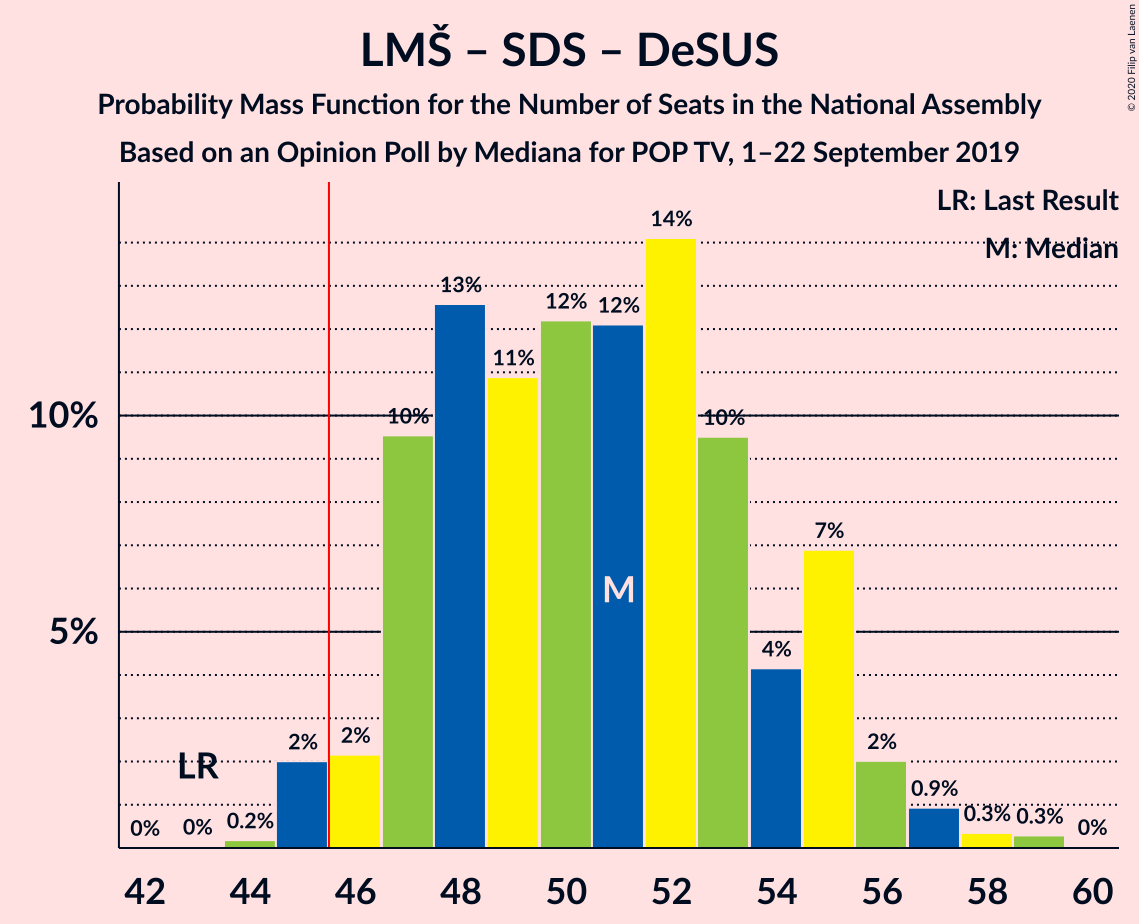 LMŠ – SDS – DeSUS
Probability Mass Function for the Number of Seats in the National Assembly
Based on an Opinion Poll by Mediana for POP TV, 1–22 September 2019
© 2020 Filip van Laenen
LR: Last Result
M: Median
10%
5%
LR
M
0%
0%
0.2%
2%
2%
10%
13%
11%
12%
12%
14%
10%
4%
7%
2%
0.9%
0.3%
0.3%
0%
42 44 46 48 50 52 54 56 58 60